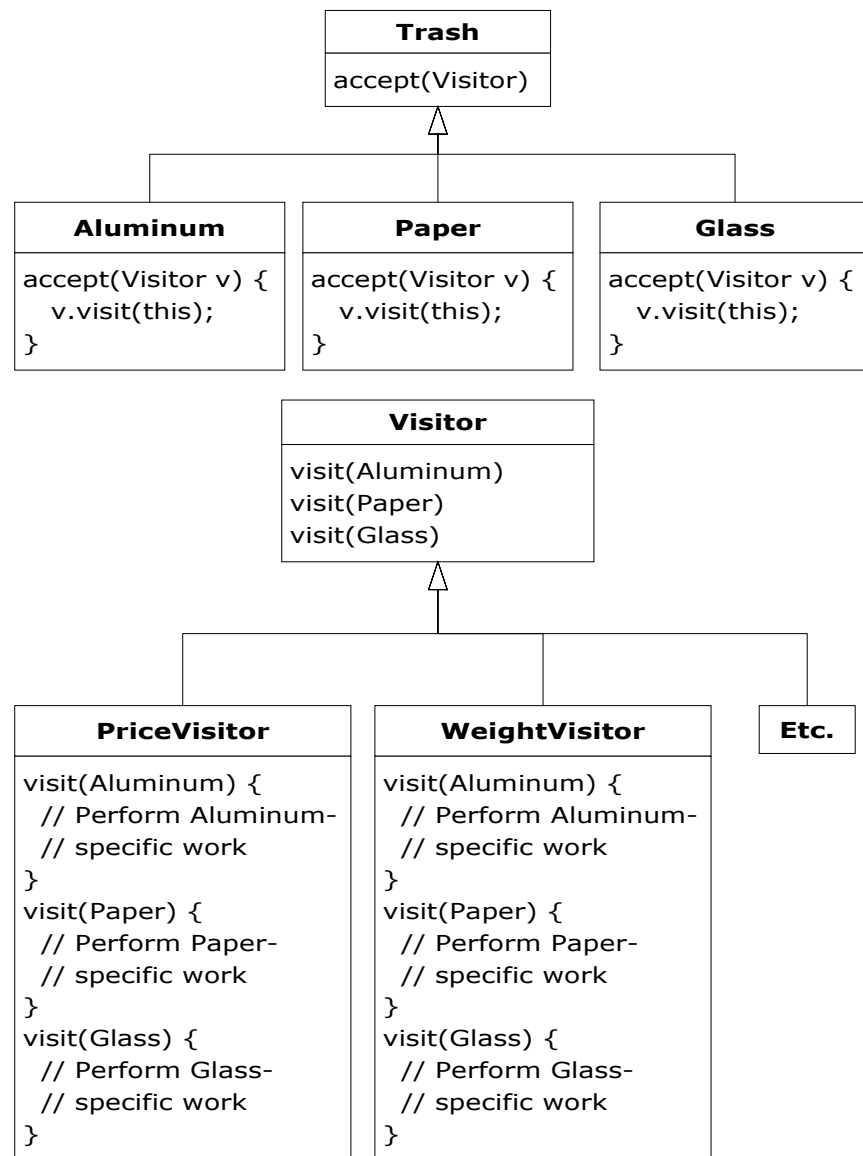 Trash
accept(Visitor)
Aluminum
accept(Visitor v) {
v.visit(this);
}
Paper
accept(Visitor v) {
v.visit(this);
}
Glass
accept(Visitor v) {
v.visit(this);
}
Visitor
visit(Aluminum)
visit(Paper)
visit(Glass)
PriceVisitor
visit(Aluminum) {
// Perform Aluminum-
// specific work
}
visit(Paper) {
// Perform Paper-
// specific work
}
visit(Glass) {
// Perform Glass-
// specific work
}
WeightVisitor
visit(Aluminum) {
// Perform Aluminum-
// specific work
}
visit(Paper) {
// Perform Paper-
// specific work
}
visit(Glass) {
// Perform Glass-
// specific work
}
Etc.